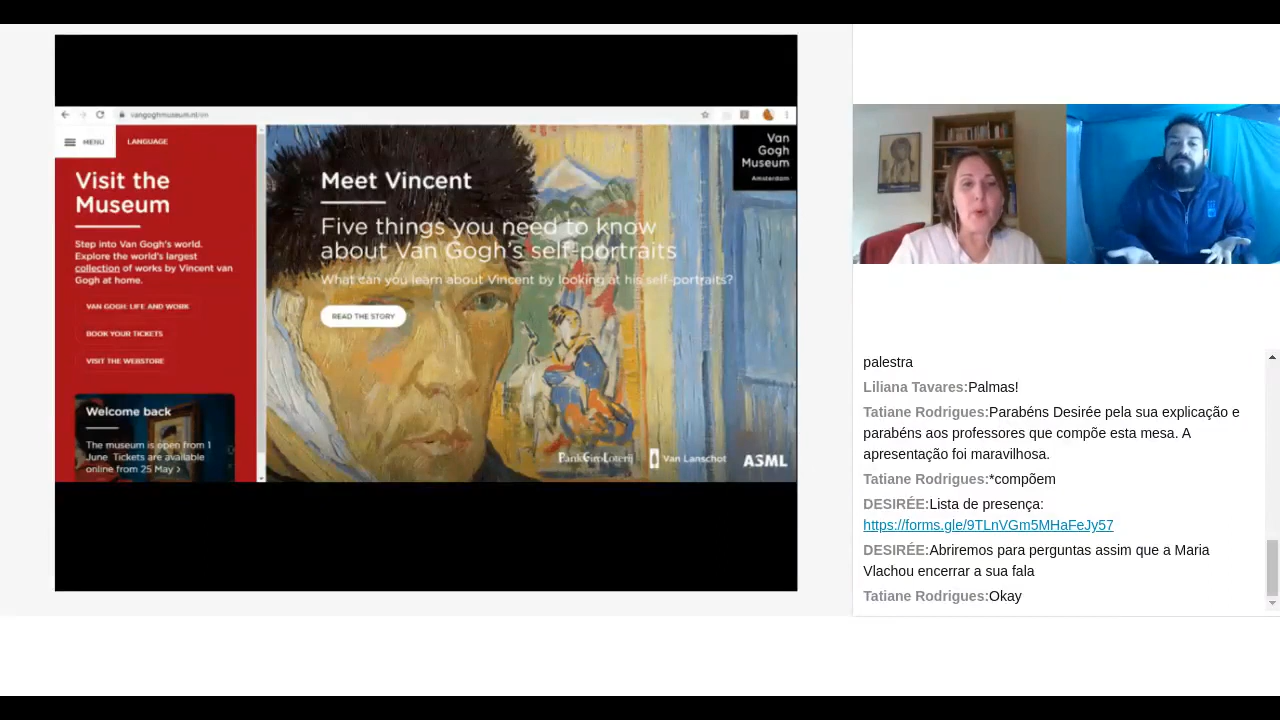 vangoghmuseum.nl/en
MENU
LANGUAGE
Visit the
Museum
Step into Van Gogh's world.
Explore the world's largest
collection of works by Vincent van
Gogh at home.
VAN GOGH: LIFE AND WORK
BOOK YOUR TICKETS
VISIT THE WEBSTORE
Welcome back
The museum is open from 1
June. Tickets are available
online from 25 May >
Meet Vincent
Five things you need to know
about Van Gogh's self-portraits
What can you learn about Vincent by looking at his self-portraits?
READ THE STORY
Van
Gogh
Museum
Amsterdam
BankGiro Loterij
Van Lanschot
ASML
palestra
Liliana Tavares:Palmas!
Tatiane Rodrigues:Parabéns Desirée pela sua explicação e
parabéns aos professores que compõe esta mesa. A
apresentação foi maravilhosa.
Tatiane Rodrigues:*compõem
DESIRÉE:Lista de presença:
https://forms.gle/9TLnVGm5MHaFeJy57
DESIRÉE:Abriremos para perguntas assim que a Maria
Vlachou encerrar a sua fala
Tatiane Rodrigues:Okay